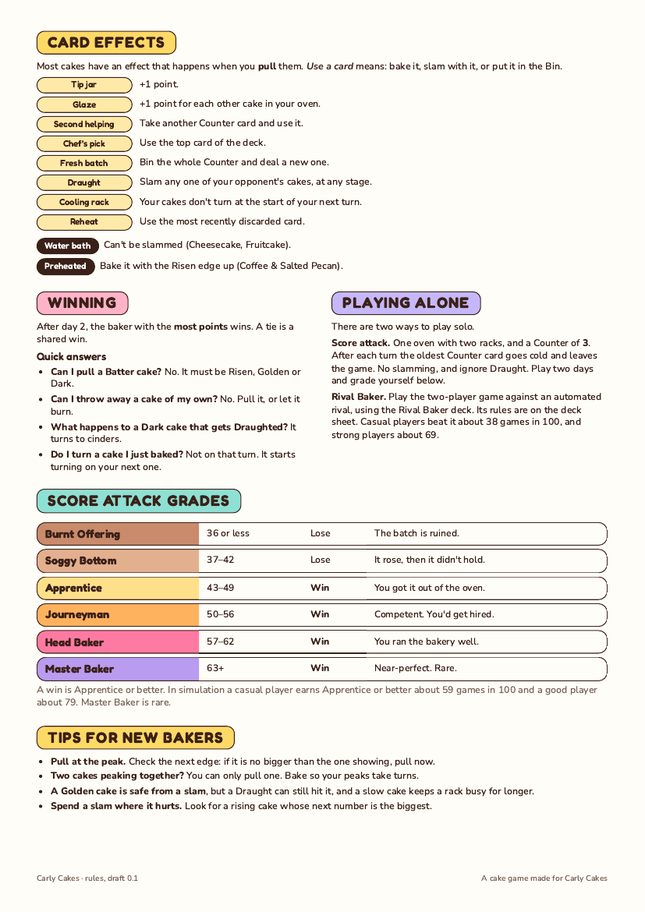 CARD EFFECTS
Most cakes have an effect that happens when you pull them. Use a card means: bake it, slam with it, or put it in the Bin.
Tip jar +1 point.
Glaze +1 point for each other cake in your oven.
Second helping Take another Counter card and use it.
Chef's pick Use the top card of the deck.
Fresh batch Bin the whole Counter and deal a new one.
Draught Slam any one of your opponent's cakes, at any stage.
Cooling rack Your cakes don't turn at the start of your next turn.
Reheat Use the most recently discarded card.
Water bath Can't be slammed (Cheesecake, Fruitcake).
Preheated Bake it with the Risen edge up (Coffee & Salted Pecan).
WINNING
After day 2, the baker with the most points wins. A tie is a
shared win.
Quick answers
• Can I pull a Batter cake? No. It must be Risen, Golden or
Dark.
• Can I throw away a cake of my own? No. Pull it, or let it
burn.
• What happens to a Dark cake that gets Draughted? It
turns to cinders.
• Do I turn a cake I just baked? Not on that turn. It starts
turning on your next one.
PLAYING ALONE
There are two ways to play solo.
Score attack. One oven with two racks, and a Counter of 3.
After each turn the oldest Counter card goes cold and leaves
the game. No slamming, and ignore Draught. Play two days
and grade yourself below.
Rival Baker. Play the two-player game against an automated
rival, using the Rival Baker deck. Its rules are on the deck
sheet. Casual players beat it about 38 games in 100, and
strong players about 69.
SCORE ATTACK GRADES
Burnt Offering 36 or less Lose The batch is ruined.
Soggy Bottom 37–42 Lose It rose, then it didn't hold.
Apprentice 43–49 Win You got it out of the oven.
Journeyman 50–56 Win Competent. You'd get hired.
Head Baker 57–62 Win You ran the bakery well.
Master Baker 63+ Win Near-perfect. Rare.
A win is Apprentice or better. In simulation a casual player earns Apprentice or better about 59 games in 100 and a good player
about 79. Master Baker is rare.
TIPS FOR NEW BAKERS
• Pull at the peak. Check the next edge: if it is no bigger than the one showing, pull now.
• Two cakes peaking together? You can only pull one. Bake so your peaks take turns.
• A Golden cake is safe from a slam, but a Draught can still hit it, and a slow cake keeps a rack busy for longer.
• Spend a slam where it hurts. Look for a rising cake whose next number is the biggest.
Carly Cakes · rules, draft 0.1
A cake game made for Carly Cakes